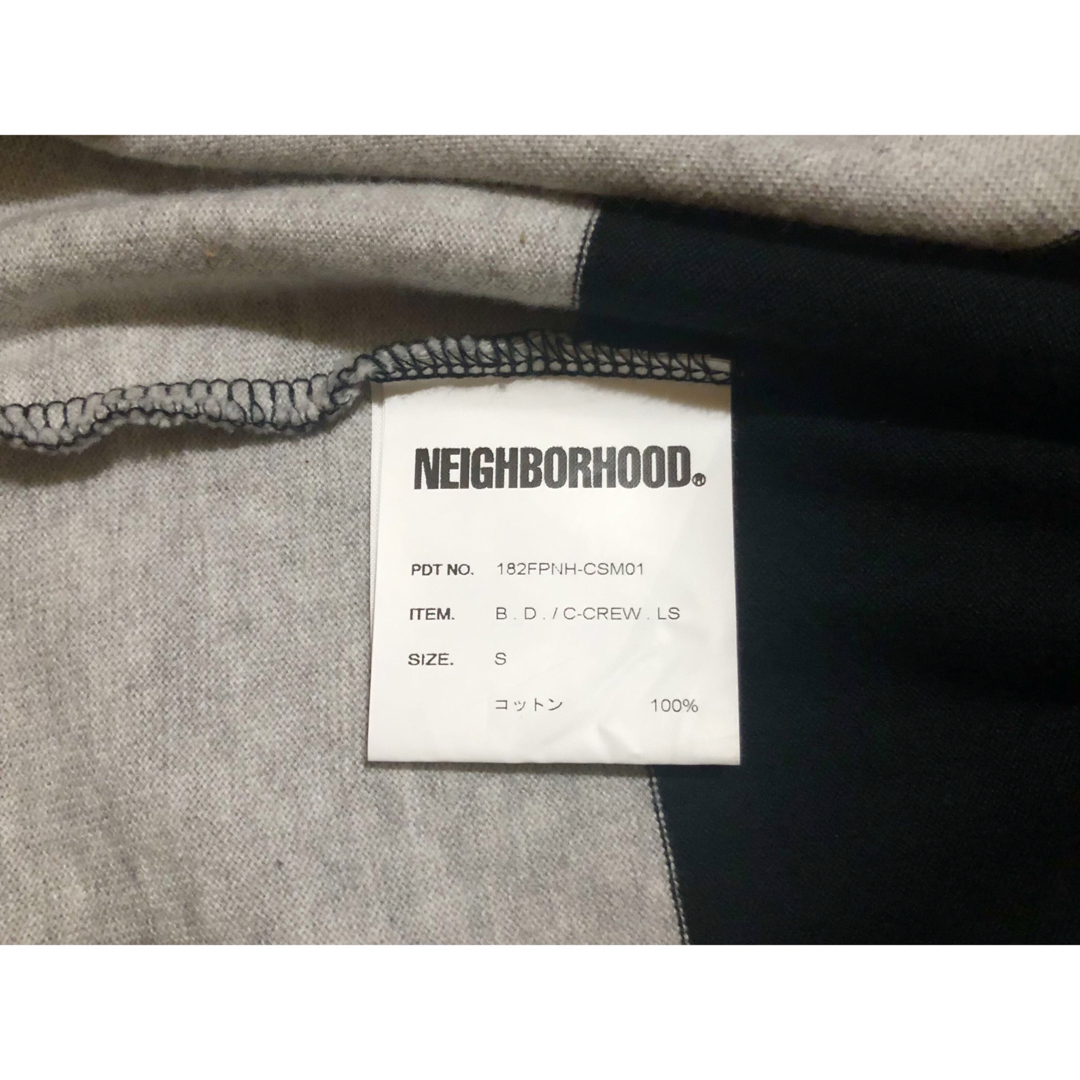 NEIGHBORHOOD®
PDT NO. 182FPNH-CSM01
ITEM. B . D . / C-CREW . LS
SIZE. S
コットン 100%